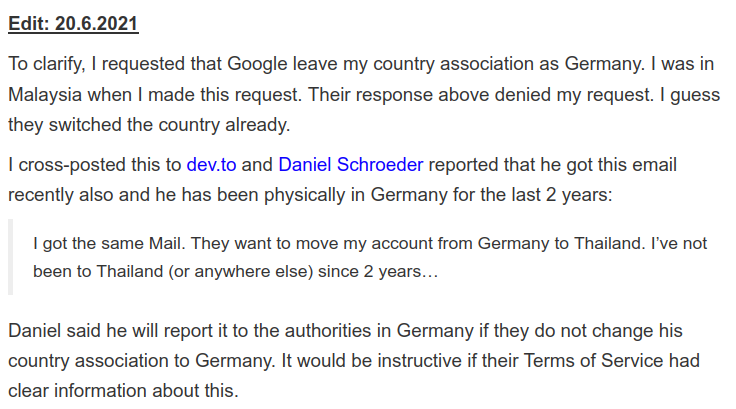 Edit: 20.6.2021
To clarify, I requested that Google leave my country association as Germany. I was in
Malaysia when I made this request. Their response above denied my request. I guess
they switched the country already.
I cross-posted this to dev.to and Daniel Schroeder reported that he got this email
recently also and he has been physically in Germany for the last 2 years:
I got the same Mail. They want to move my account from Germany to Thailand. I’ve not
been to Thailand (or anywhere else) since 2 years…
Daniel said he will report it to the authorities in Germany if they do not change his
country association to Germany. It would be instructive if their Terms of Service had
clear information about this.